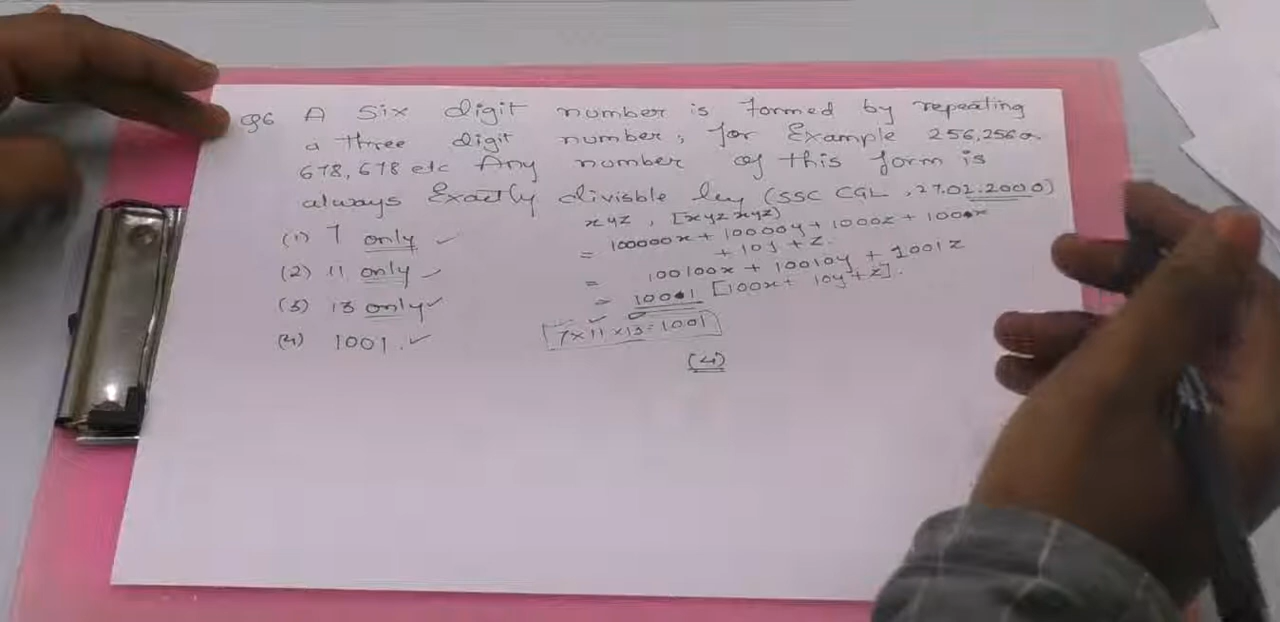 Q6 A six digit number is formed by repeating
a three digit number, for Example 256,256 or
678,678 etc Any number of this form is
always Exactly divisible by (SSC CGL, 27.02.2000)
xyz, [xyz xyz)
(1) 7 only ✓
= 100000x + 10000y + 1000z + 100x
+ 10y + z
(2) 11 only ✓
= 100100x + 10010y + 1001z
(3) 13 only ✓
= 1001 [100x + 10y + z].
7×11×13=1001
(4) 1001. ✓
(4)